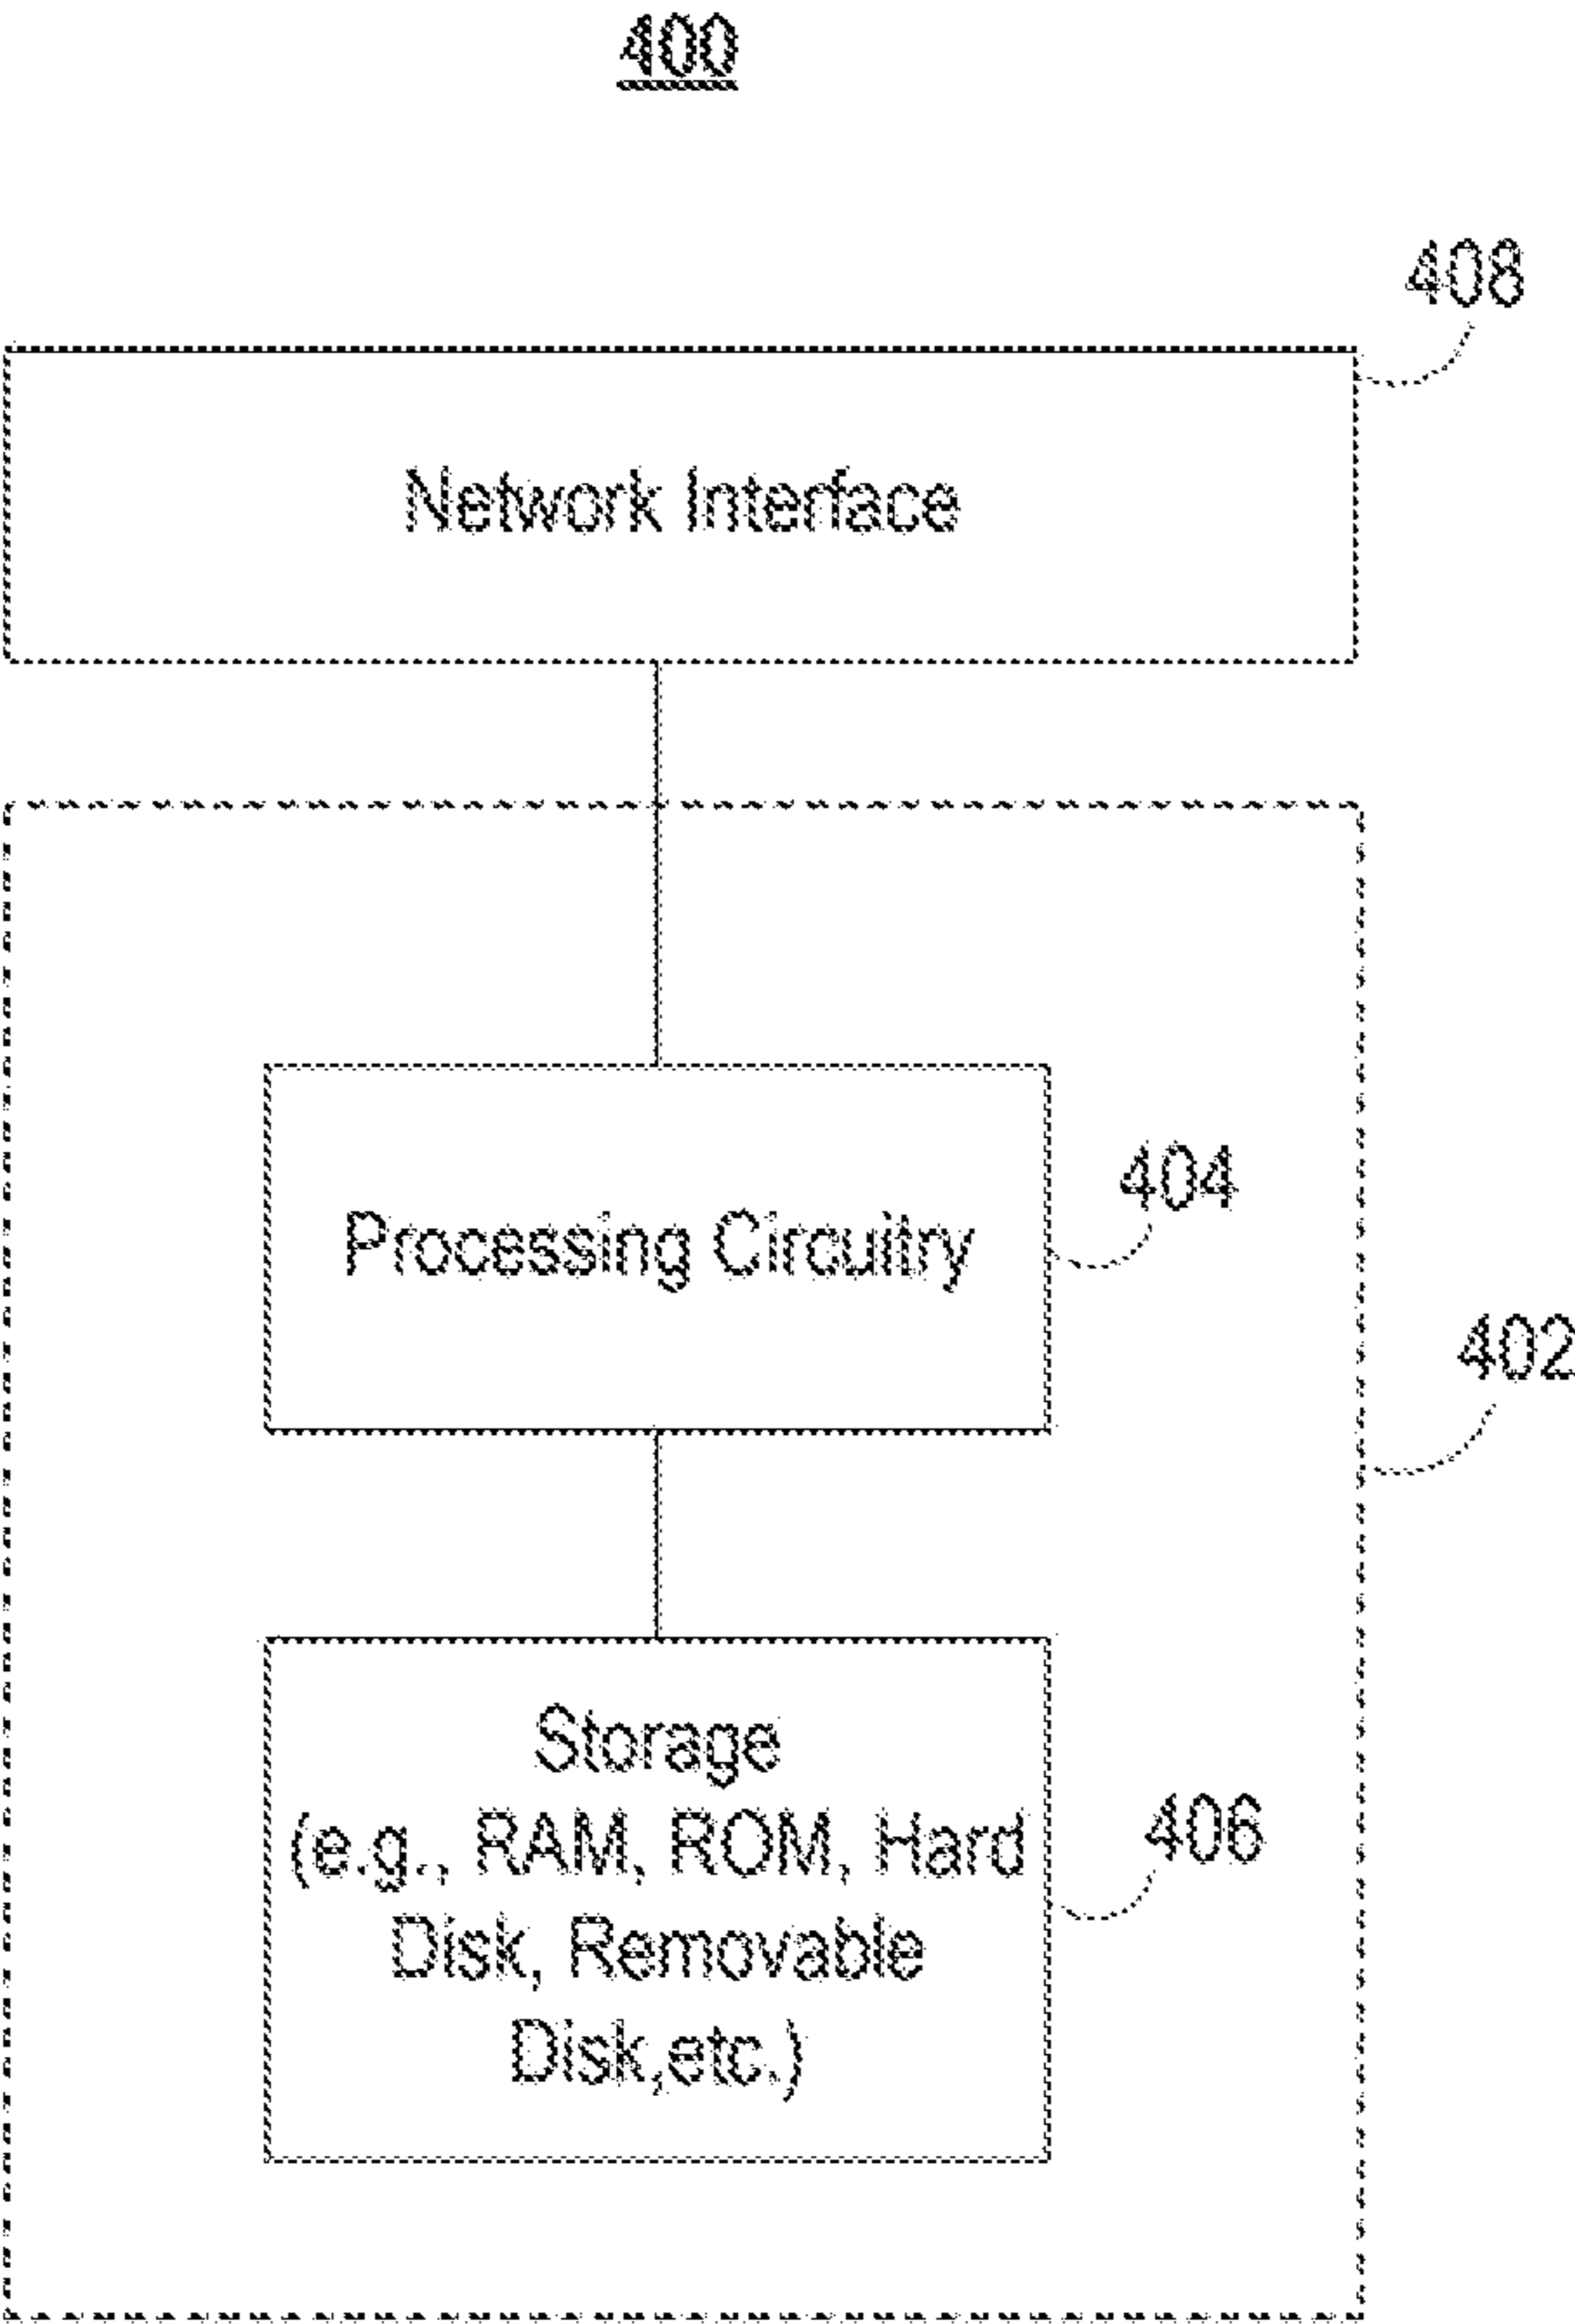 400
408
Network Interface
404
Processing Circuitry
402
Storage
(e.g., RAM, ROM, Hard
Disk, Removable
Disk,etc.)
406